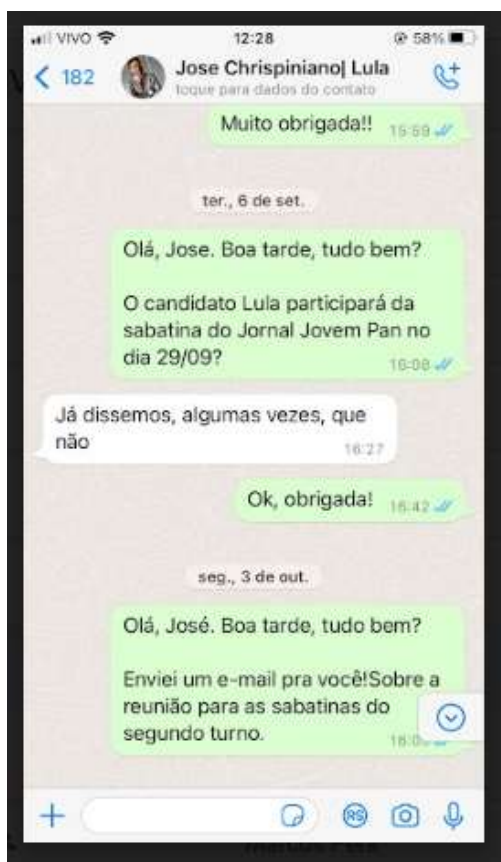 VIVO 12:28 58%
182 Jose Chrispiniano| Lula
toque para dados do contato
Muito obrigada!! 15:59
ter., 6 de set.
Olá, Jose. Boa tarde, tudo bem?
O candidato Lula participará da
sabatina do Jornal Jovem Pan no
dia 29/09?
16:08
Já dissemos, algumas vezes, que
não
16:27
Ok, obrigada! 16:42
seg., 3 de out.
Olá, José. Boa tarde, tudo bem?
Enviei um e-mail pra você!Sobre a
reunião para as sabatinas do
segundo turno.
R$